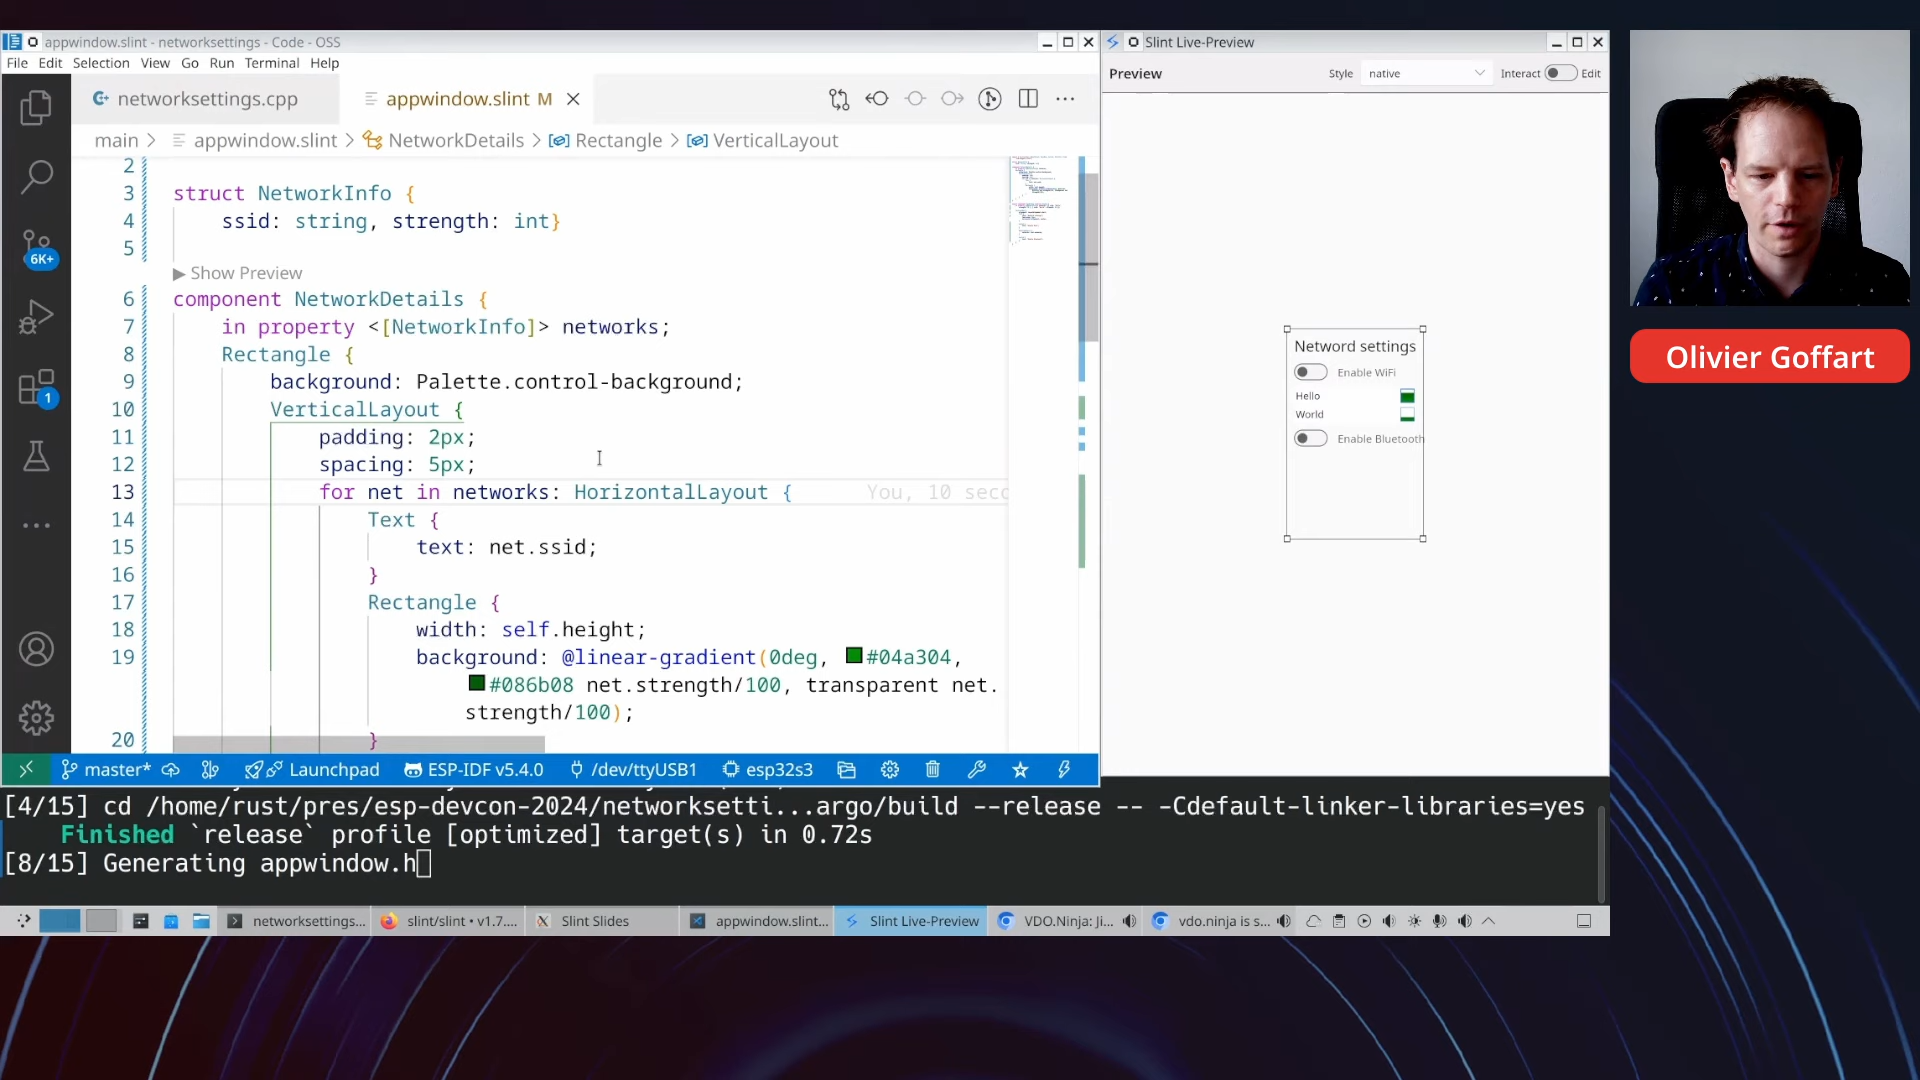 appwindow.slint - networksettings - Code - OSS
File Edit Selection View Go Run Terminal Help
networksettings.cpp
appwindow.slint M
main > appwindow.slint > NetworkDetails > Rectangle > VerticalLayout
2
3 struct NetworkInfo {
4 ssid: string, strength: int}
5
Show Preview
6 component NetworkDetails {
7 in property <[NetworkInfo]> networks;
8 Rectangle {
9 background: Palette.control-background;
10 VerticalLayout {
11 padding: 2px;
12 spacing: 5px;
13 for net in networks: HorizontalLayout { You, 10 seco
14 Text {
15 text: net.ssid;
16 }
17 Rectangle {
18 width: self.height;
19 background: @linear-gradient(0deg, #04a304,
#086b08 net.strength/100, transparent net.
strength/100);
20 }
6K+
1
master* Launchpad ESP-IDF v5.4.0 /dev/ttyUSB1 esp32s3
Slint Live-Preview
Preview Style native Interact Edit
Netword settings
Enable WiFi
Hello
World
Enable Bluetooth
[4/15] cd /home/rust/pres/esp-devcon-2024/networksetti...argo/build --release -- -Cdefault-linker-libraries=yes
Finished `release` profile [optimized] target(s) in 0.72s
[8/15] Generating appwindow.h
networksettings... slint/slint • v1.7.... Slint Slides appwindow.slint... Slint Live-Preview VDO.Ninja: Ji... vdo.ninja is s...
Olivier Goffart